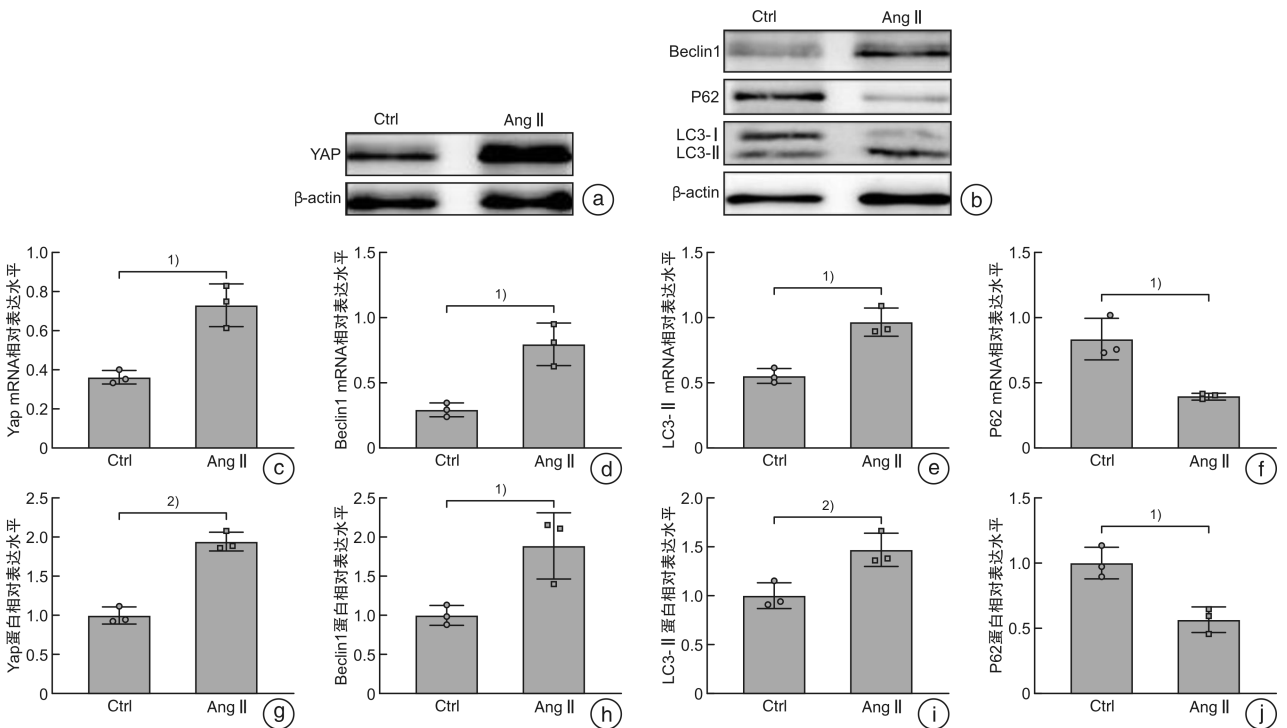 Ctrl Ang Ⅱ
Beclin1
P62
LC3-Ⅰ
LC3-Ⅱ
β-actin
b
Ctrl Ang Ⅱ
YAP
β-actin
a
Yap mRNA相对表达水平
1.0
0.8
0.6
0.4
0.2
0
1)
Ctrl Ang Ⅱ
c
Beclin1 mRNA相对表达水平
1.5
1.0
0.5
0
1)
Ctrl Ang Ⅱ
d
LC3-Ⅱ mRNA相对表达水平
1.5
1.0
0.5
0
1)
Ctrl Ang Ⅱ
e
P62 mRNA相对表达水平
1.5
1.0
0.5
0
1)
Ctrl Ang Ⅱ
f
Yap蛋白相对表达水平
2.5
2.0
1.5
1.0
0.5
0
2)
Ctrl Ang Ⅱ
g
Beclin1蛋白相对表达水平
2.5
2.0
1.5
1.0
0.5
0
1)
Ctrl Ang Ⅱ
h
LC3-Ⅱ蛋白相对表达水平
2.0
1.5
1.0
0.5
0
2)
Ctrl Ang Ⅱ
i
P62蛋白相对表达水平
1.5
1.0
0.5
0
1)
Ctrl Ang Ⅱ
j